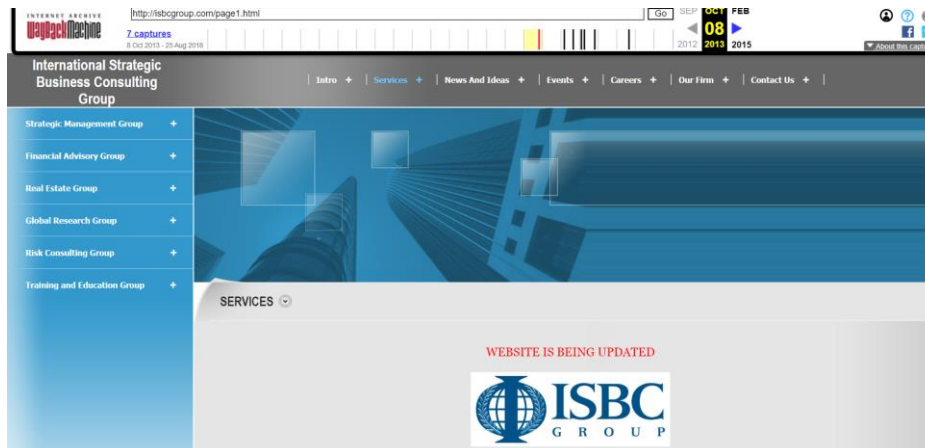 INTERNET ARCHIVE
WayBackMachine
http://isbcgroup.com/page1.html
Go
SEP OCT FEB
08
2012 2013 2015
7 captures
8 Oct 2013 - 25 Aug 2016
About this capt
International Strategic
Business Consulting
Group
| Intro + | Services + | News And Ideas + | Events + | Careers + | Our Firm + | Contact Us + |
Strategic Management Group +
Financial Advisory Group +
Real Estate Group +
Global Research Group +
Risk Consulting Group +
Training and Education Group +
SERVICES
WEBSITE IS BEING UPDATED
ISBC
GROUP